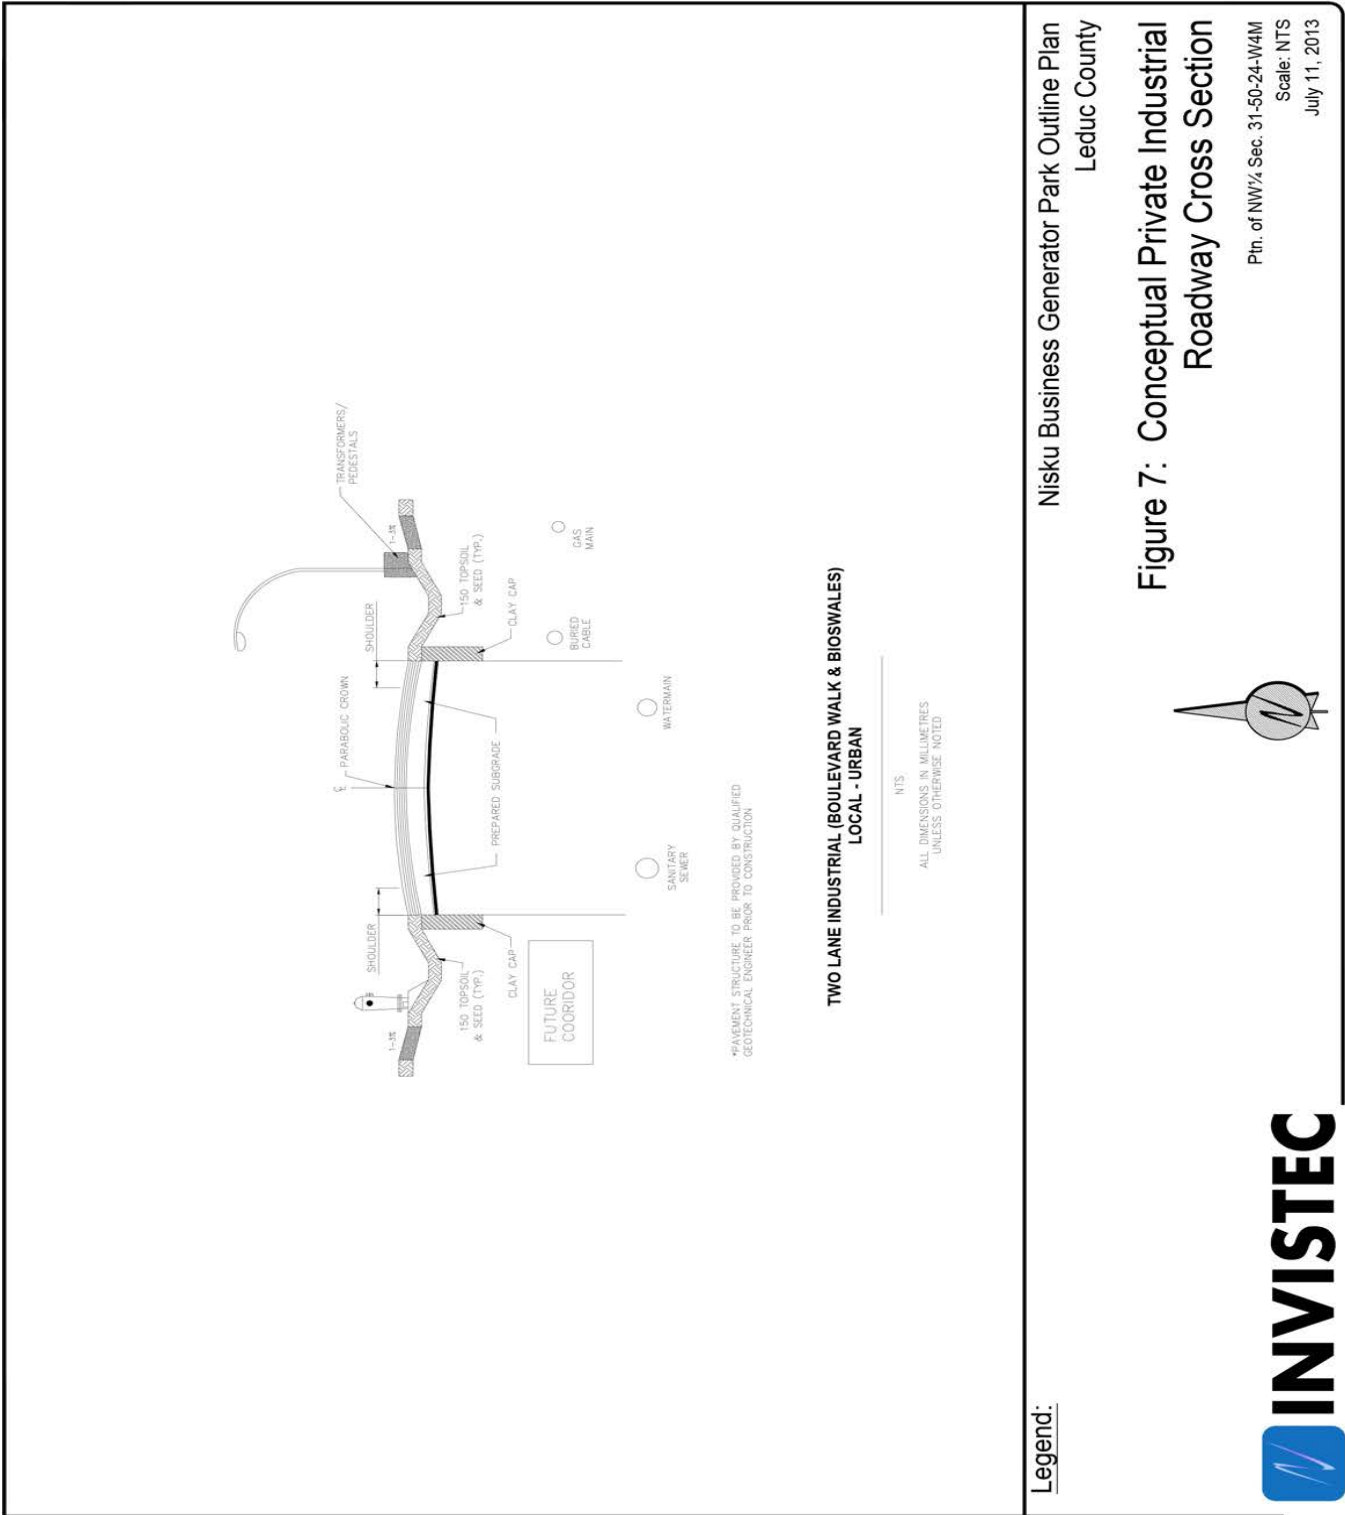 TRANSFORMERS/
PEDESTALS
1-3%
SHOULDER
150 TOPSOIL
& SEED (TYP.)
CLAY CAP
GAS
MAIN
BURIED
CABLE
PARABOLIC CROWN
℄
PREPARED SUBGRADE
WATERMAIN
SANITARY
SEWER
SHOULDER
1-3%
150 TOPSOIL
& SEED (TYP.)
CLAY CAP
FUTURE
COORIDOR
*PAVEMENT STRUCTURE TO BE PROVIDED BY QUALIFIED
GEOTECHNICAL ENGINEER PRIOR TO CONSTRUCTION
TWO LANE INDUSTRIAL (BOULEVARD WALK & BIOSWALES)
LOCAL - URBAN
NTS
ALL DIMENSIONS IN MILLIMETRES
UNLESS OTHERWISE NOTED
Legend:
Nisku Business Generator Park Outline Plan
Leduc County
Figure 7: Conceptual Private Industrial
Roadway Cross Section
Ptn. of NW¼ Sec. 31-50-24-W4M
Scale: NTS
July 11, 2013
INVISTEC